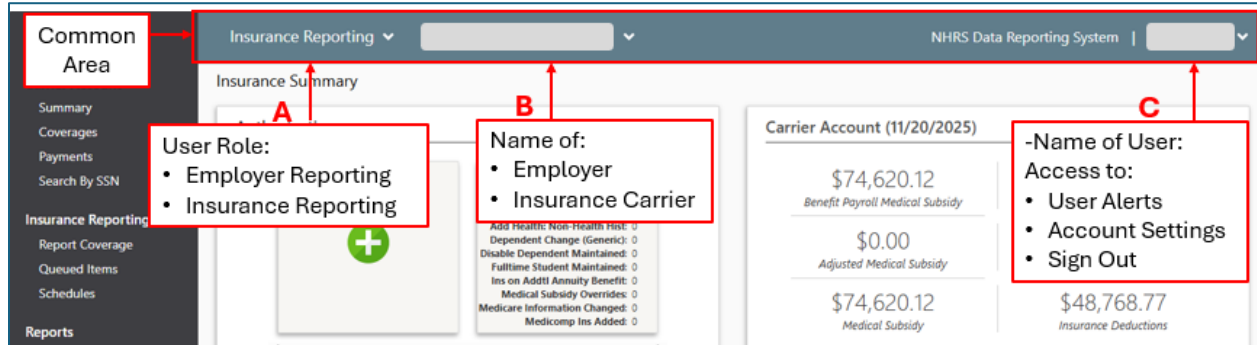 Common
Area
Insurance Reporting
NHRS Data Reporting System |
Insurance Summary
Summary
Coverages
Payments
Search By SSN
Insurance Reporting
Report Coverage
Queued Items
Schedules
Reports
A
User Role:
• Employer Reporting
• Insurance Reporting
B
Name of:
• Employer
• Insurance Carrier
Add Health: Non-Health Hist: 0
Dependent Change (Generic): 0
Disable Dependent Maintained: 0
Fulltime Student Maintained: 0
Ins on Addtl Annuity Benefit: 0
Medical Subsidy Overrides: 0
Medicare Information Changed: 0
Medicomp Ins Added: 0
Carrier Account (11/20/2025)
$74,620.12
Benefit Payroll Medical Subsidy
$0.00
Adjusted Medical Subsidy
$74,620.12
Medical Subsidy
$48,768.77
Insurance Deductions
C
-Name of User:
Access to:
• User Alerts
• Account Settings
• Sign Out